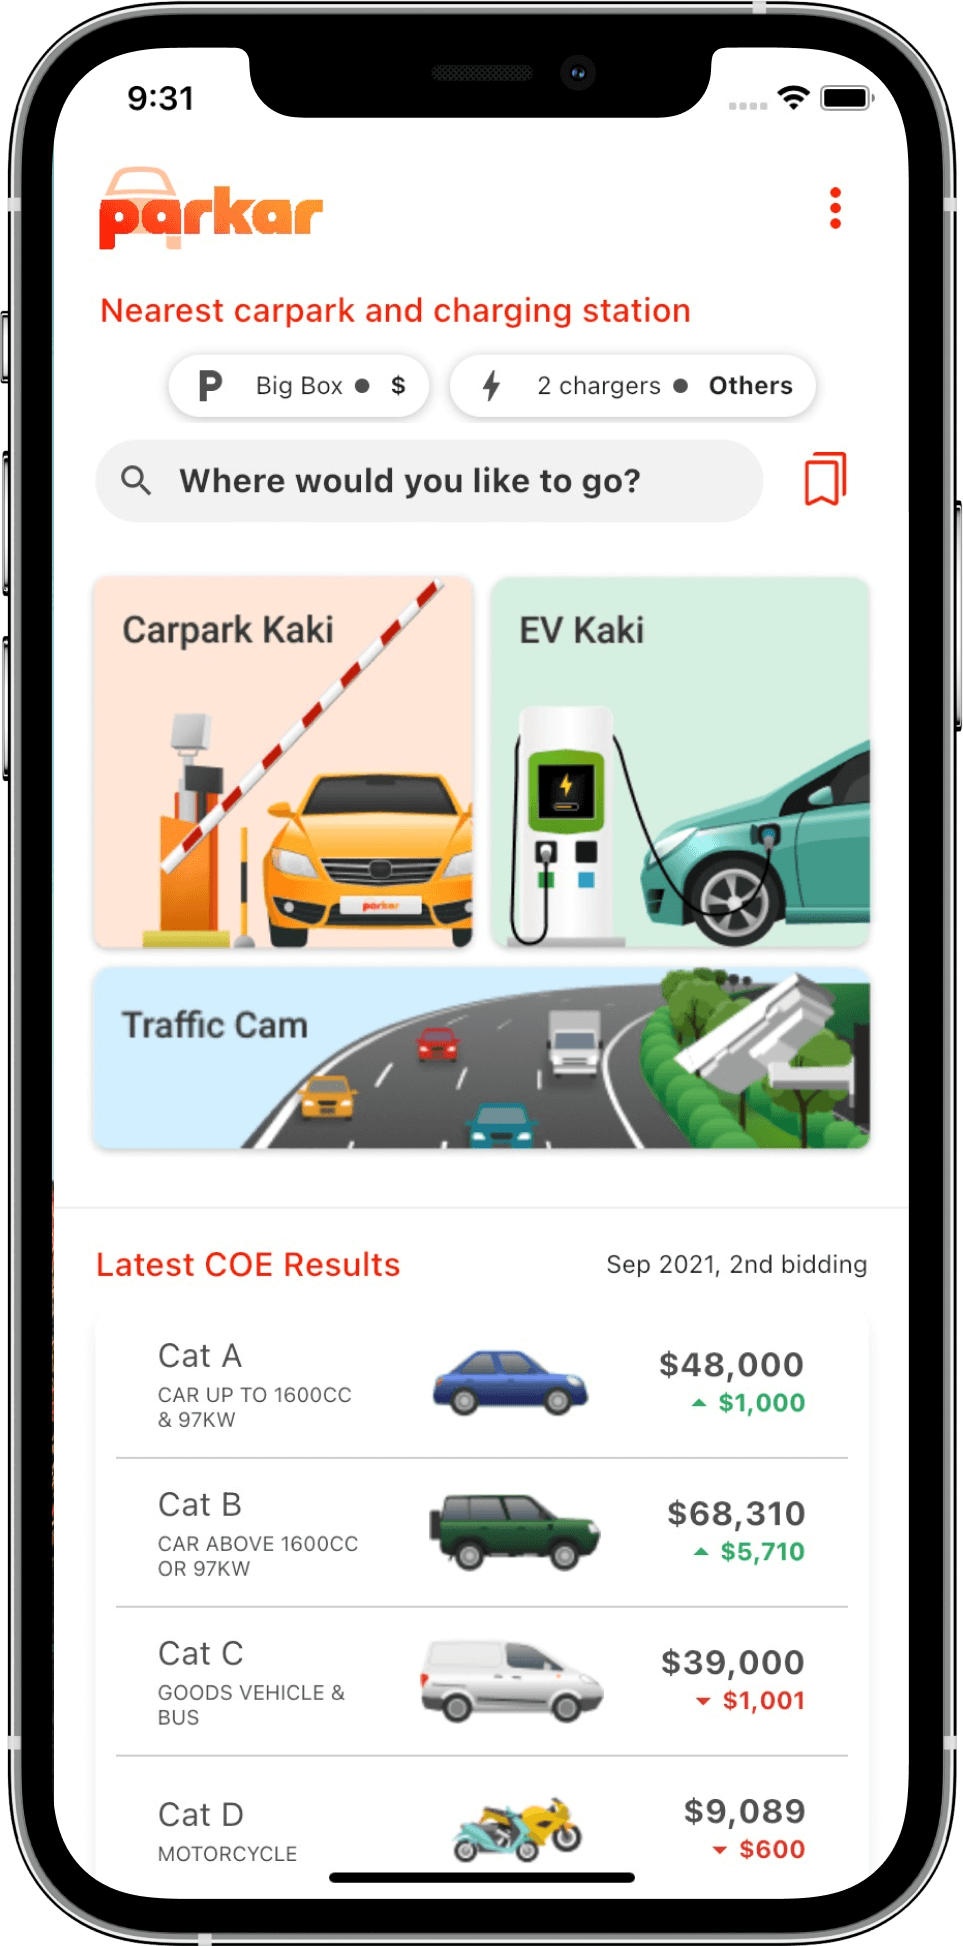 9:31
parkar
Nearest carpark and charging station
P Big Box ● $
2 chargers ● Others
Where would you like to go?
Carpark Kaki
EV Kaki
parkar
Traffic Cam
Latest COE Results
Sep 2021, 2nd bidding
Cat A
CAR UP TO 1600CC
& 97KW
$48,000
$1,000
Cat B
CAR ABOVE 1600CC
OR 97KW
$68,310
$5,710
Cat C
GOODS VEHICLE &
BUS
$39,000
$1,001
Cat D
MOTORCYCLE
$9,089
$600